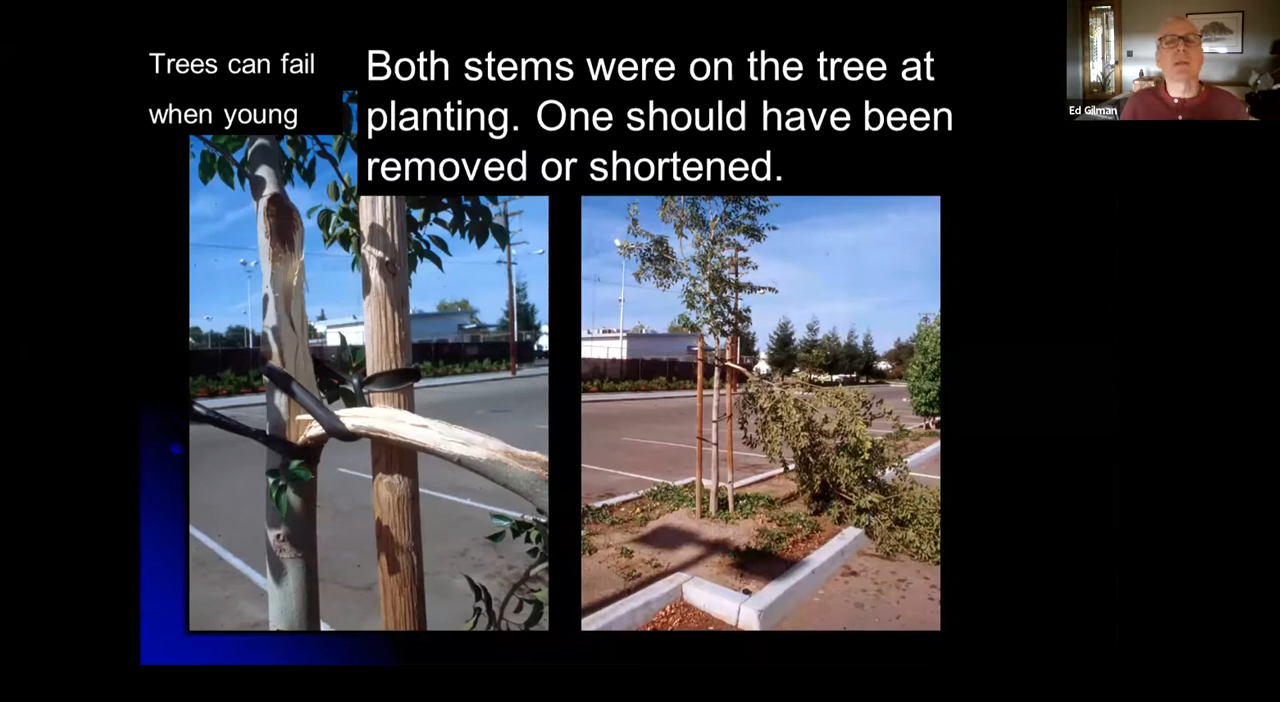 Trees can fail
when young
Both stems were on the tree at
planting. One should have been
removed or shortened.
Ed Gilman